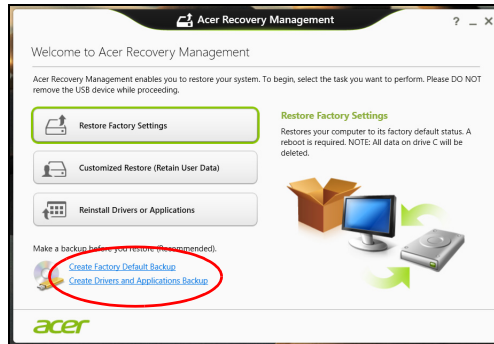 Acer Recovery Management
? _ X
Welcome to Acer Recovery Management
Acer Recovery Management enables you to restore your system. To begin, select the task you want to perform. Please DO NOT
remove the USB device while proceeding.
Restore Factory Settings
Customized Restore (Retain User Data)
Reinstall Drivers or Applications
Restore Factory Settings
Restores your computer to its factory default status. A
reboot is required. NOTE: All data on drive C will be
deleted.
Make a backup before you restore (Recommended).
Create Factory Default Backup
Create Drivers and Applications Backup
acer